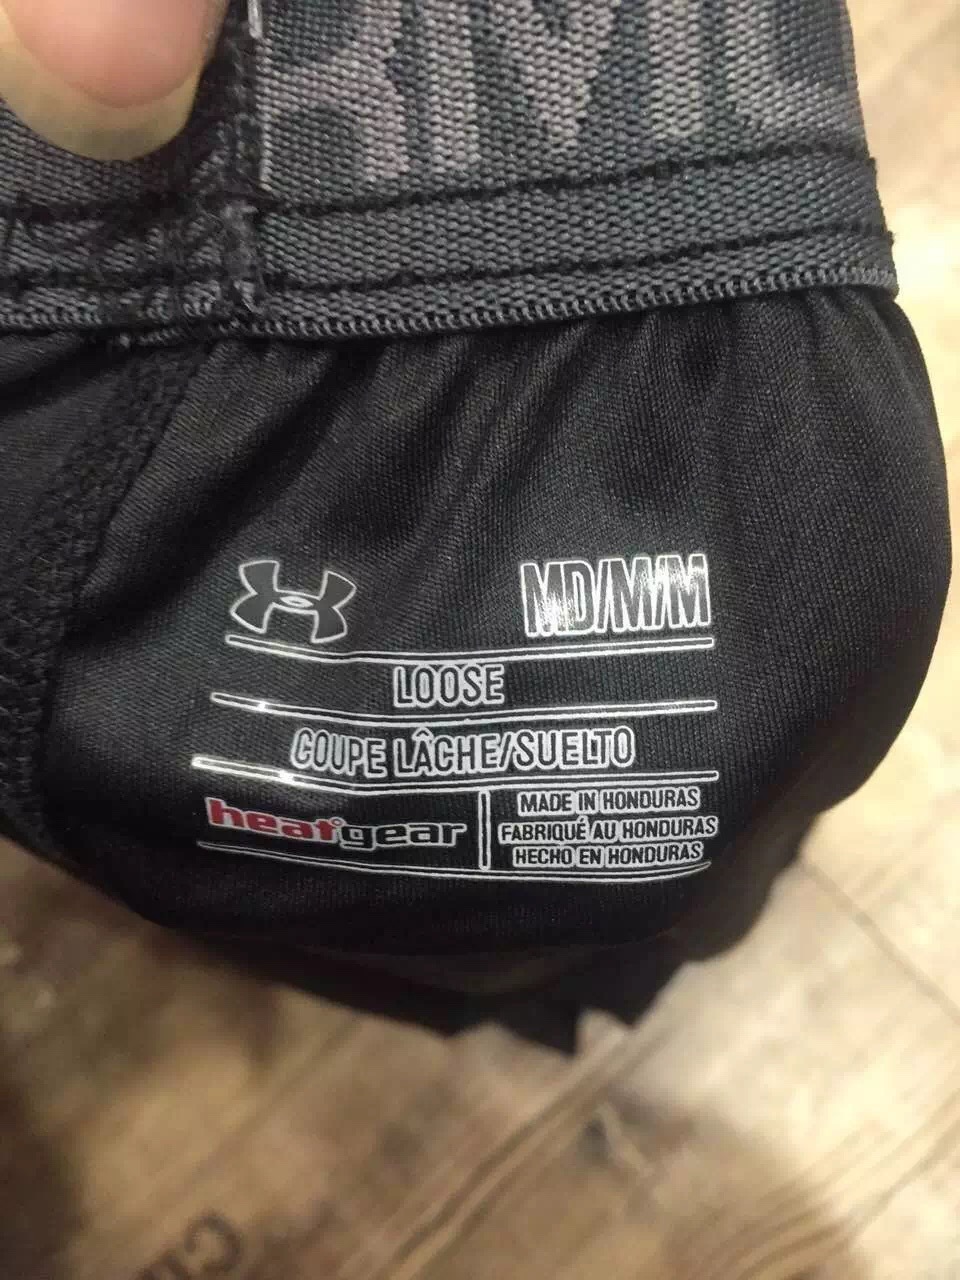 MD/M/M
LOOSE
COUPE LÂCHE/SUELTO
heatgear
MADE IN HONDURAS
FABRIQUÉ AU HONDURAS
HECHO EN HONDURAS